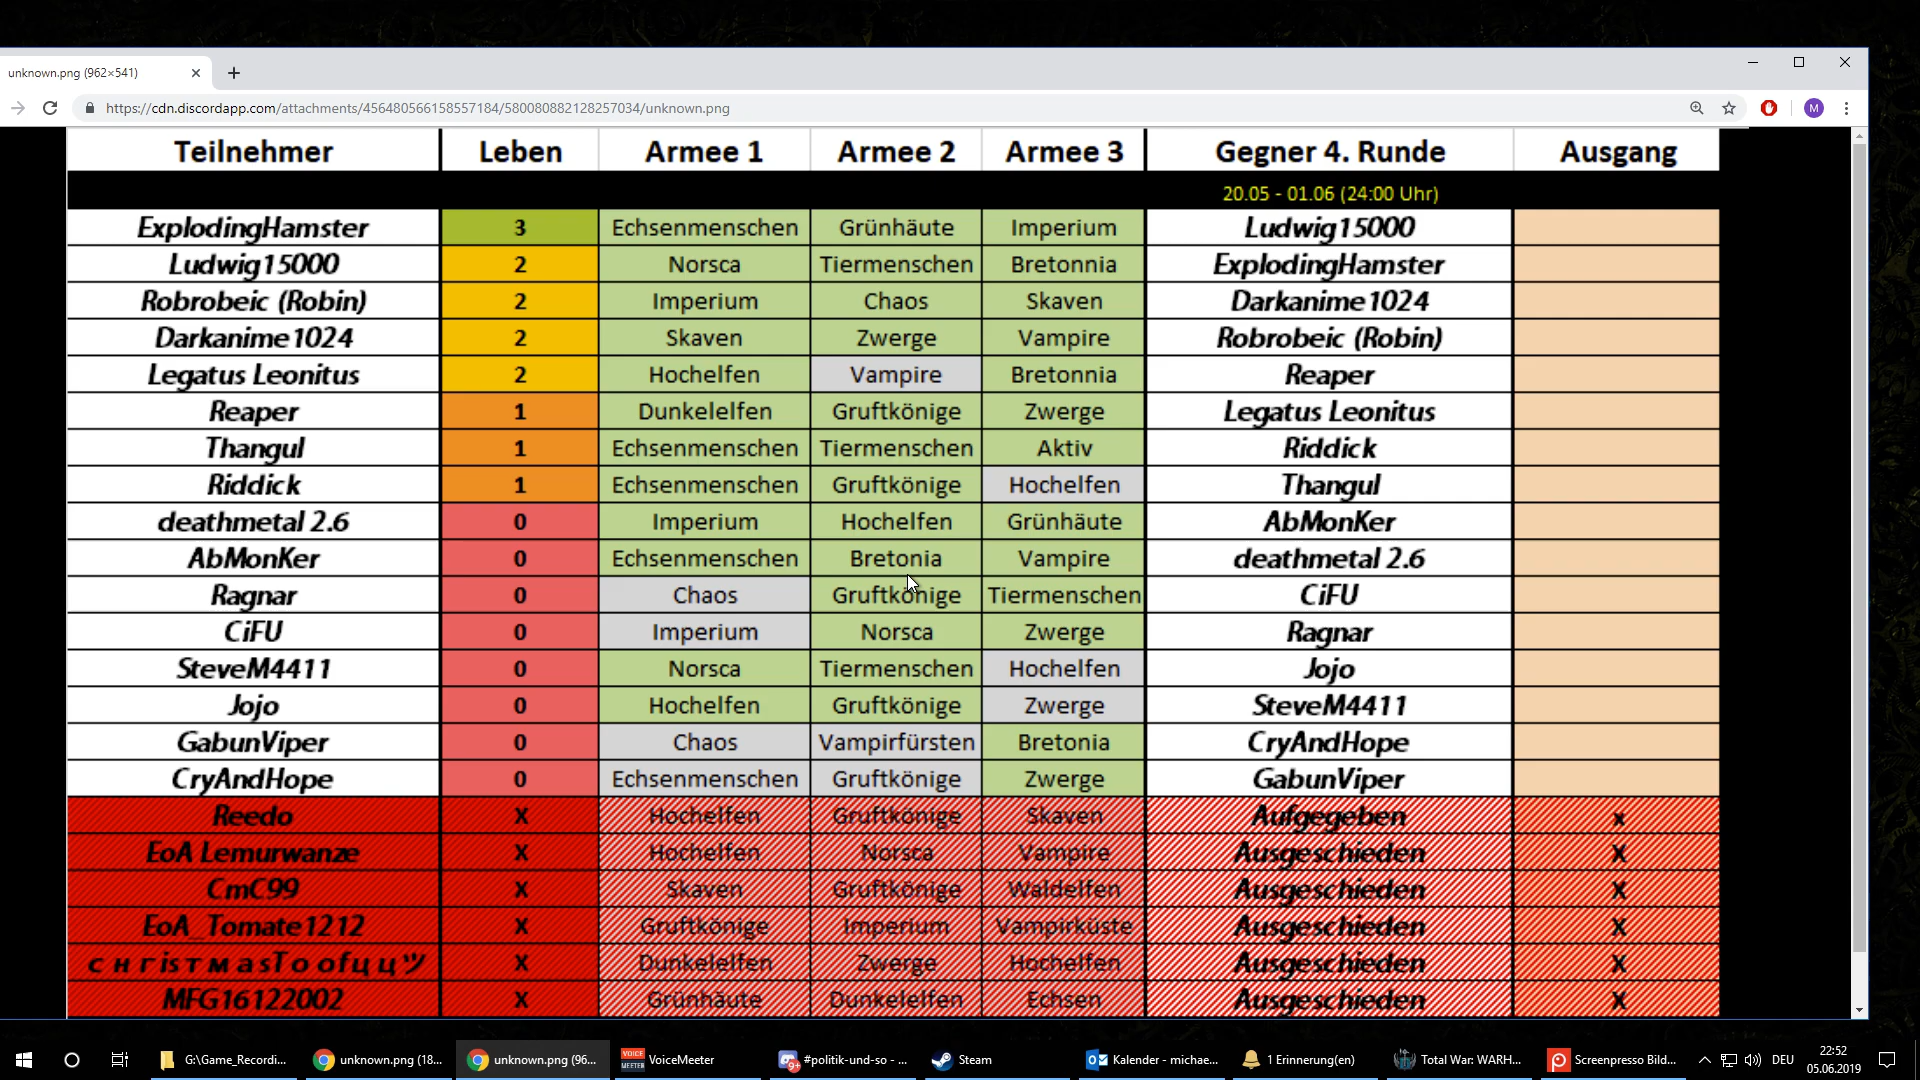 unknown.png (962×541)
https://cdn.discordapp.com/attachments/456480566158557184/580080882128257034/unknown.png
M
Teilnehmer Leben Armee 1 Armee 2 Armee 3 Gegner 4. Runde Ausgang
20.05 - 01.06 (24:00 Uhr)
ExplodingHamster 3 Echsenmenschen Grünhäute Imperium Ludwig15000
Ludwig15000 2 Norsca Tiermenschen Bretonnia ExplodingHamster
Robrobeic (Robin) 2 Imperium Chaos Skaven Darkanime1024
Darkanime1024 2 Skaven Zwerge Vampire Robrobeic (Robin)
Legatus Leonitus 2 Hochelfen Vampire Bretonnia Reaper
Reaper 1 Dunkelelfen Gruftkönige Zwerge Legatus Leonitus
Thangul 1 Echsenmenschen Tiermenschen Aktiv Riddick
Riddick 1 Echsenmenschen Gruftkönige Hochelfen Thangul
deathmetal 2.6 0 Imperium Hochelfen Grünhäute AbMonKer
AbMonKer 0 Echsenmenschen Bretonia Vampire deathmetal 2.6
Ragnar 0 Chaos Gruftkönige Tiermenschen CiFU
CiFU 0 Imperium Norsca Zwerge Ragnar
SteveM4411 0 Norsca Tiermenschen Hochelfen Jojo
Jojo 0 Hochelfen Gruftkönige Zwerge SteveM4411
GabunViper 0 Chaos Vampirfürsten Bretonia CryAndHope
CryAndHope 0 Echsenmenschen Gruftkönige Zwerge GabunViper
Reedo X Hochelfen Gruftkönige Skaven Aufgegeben x
EoA Lemurwanze X Hochelfen Norsca Vampire Ausgeschieden X
CmC99 X Skaven Gruftkönige Waldelfen Ausgeschieden X
EoA_Tomate1212 X Gruftkönige Imperium Vampirküste Ausgeschieden X
c н r iѕ т м a ѕT o o fц цツ X Dunkelelfen Zwerge Hochelfen Ausgeschieden X
MFG16122002 X Grünhäute Dunkelelfen Echsen Ausgeschieden X
G:\Game_Recordi... unknown.png (18... unknown.png (96... VOICE MEETER VoiceMeeter 9+ #politik-und-so - ... Steam Kalender - michae... 1 Erinnerung(en) Total War: WARH... Screenpresso Bild... DEU 22:52
05.06.2019